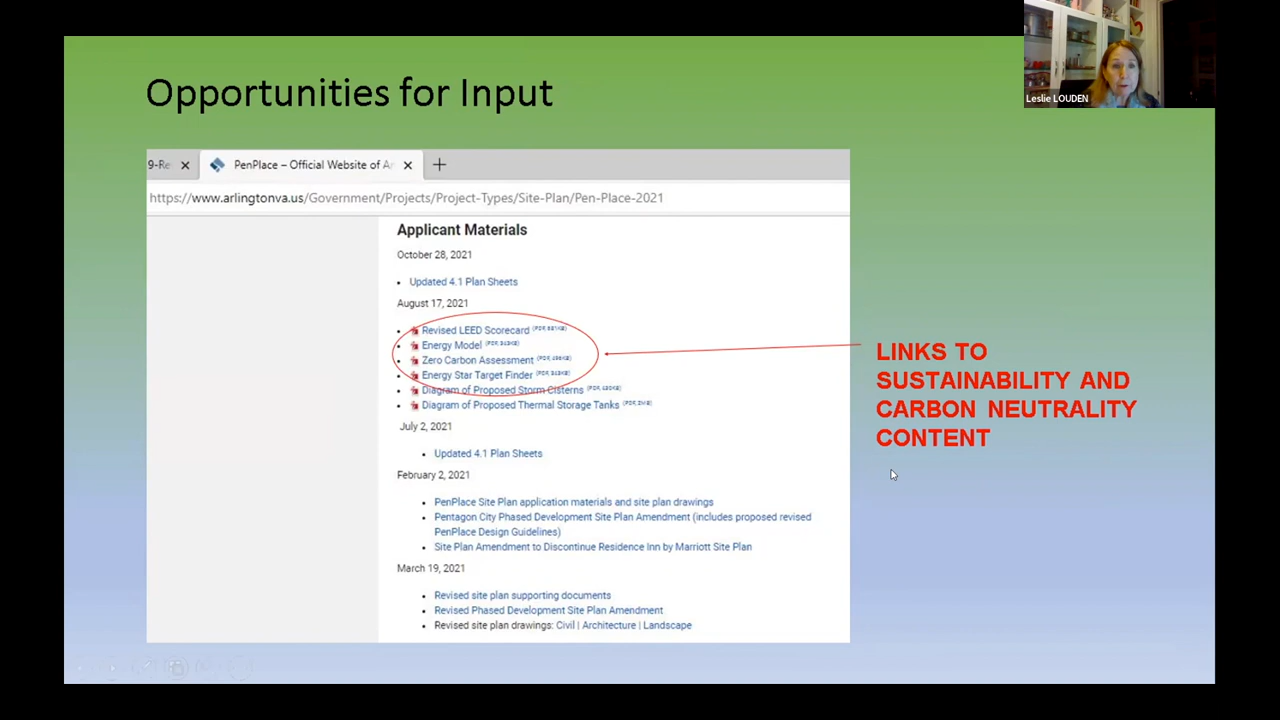 Leslie LOUDEN
Opportunities for Input
9-Re
PenPlace – Official Website of A
https://www.arlingtonva.us/Government/Projects/Project-Types/Site-Plan/Pen-Place-2021
Applicant Materials
October 28, 2021
Updated 4.1 Plan Sheets
August 17, 2021
Revised LEED Scorecard
Energy Model
Zero Carbon Assessment
Energy Star Target Finder
Diagram of Proposed Storm Cisterns
Diagram of Proposed Thermal Storage Tanks
July 2, 2021
Updated 4.1 Plan Sheets
February 2, 2021
PenPlace Site Plan application materials and site plan drawings
Pentagon City Phased Development Site Plan Amendment (includes proposed revised
PenPlace Design Guidelines)
Site Plan Amendment to Discontinue Residence Inn by Marriott Site Plan
March 19, 2021
Revised site plan supporting documents
Revised Phased Development Site Plan Amendment
Revised site plan drawings: Civil | Architecture | Landscape
LINKS TO
SUSTAINABILITY AND
CARBON NEUTRALITY
CONTENT